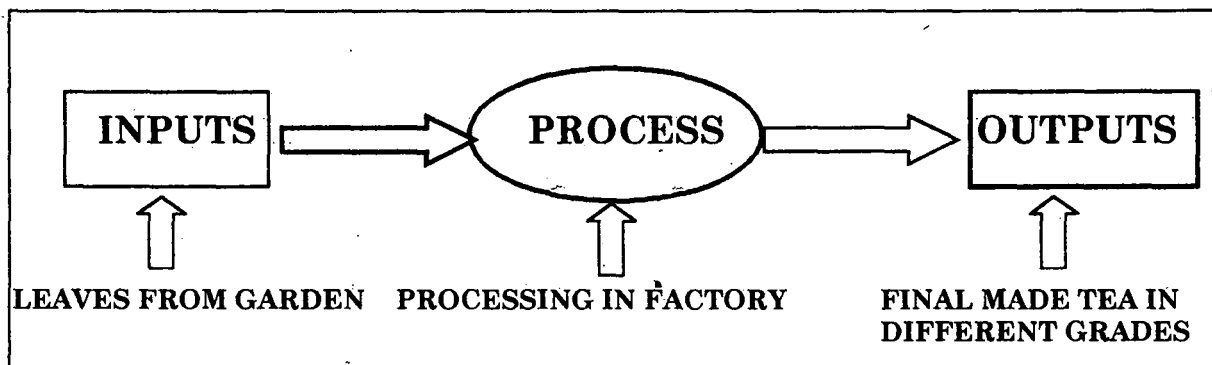 INPUTS
PROCESS
OUTPUTS
LEAVES FROM GARDEN
PROCESSING IN FACTORY
FINAL MADE TEA IN
DIFFERENT GRADES